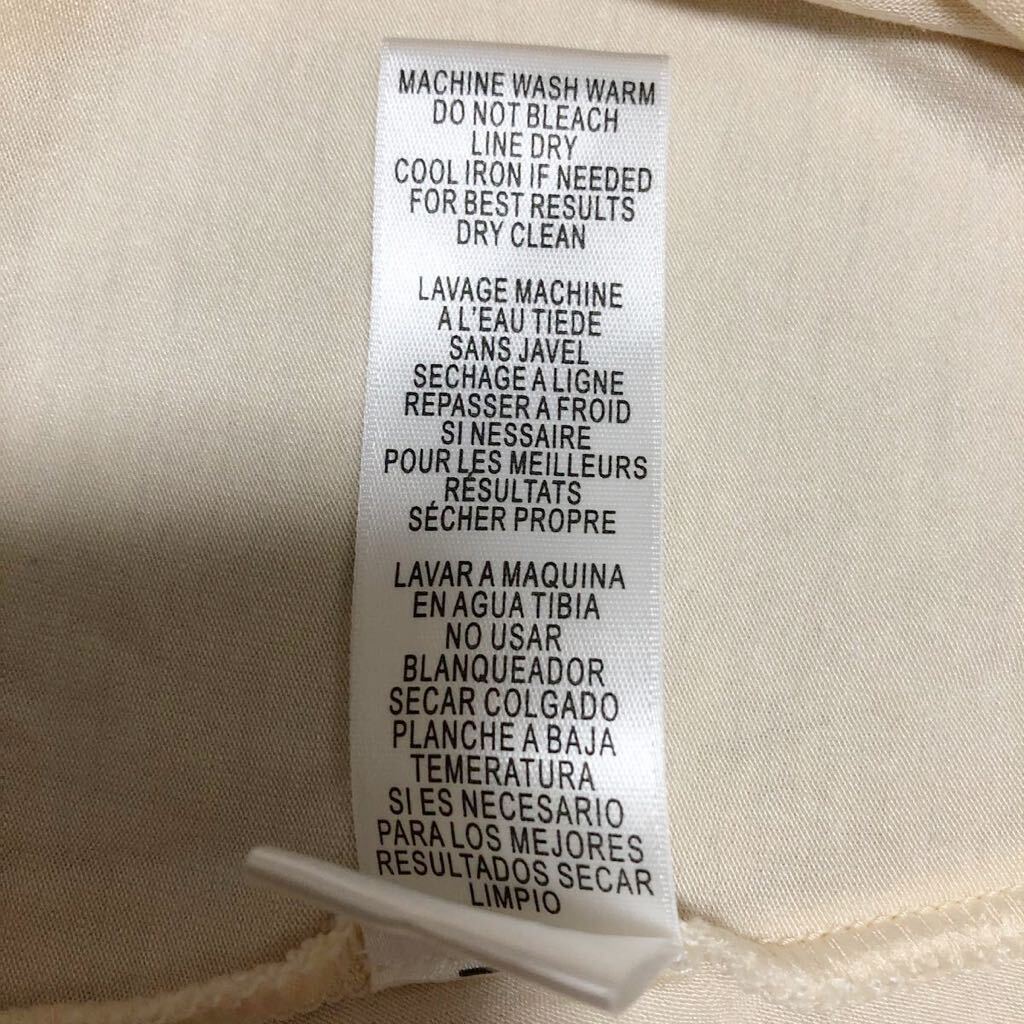 MACHINE WASH WARM
DO NOT BLEACH
LINE DRY
COOL IRON IF NEEDED
FOR BEST RESULTS
DRY CLEAN
LAVAGE MACHINE
A L'EAU TIEDE
SANS JAVEL
SECHAGE A LIGNE
REPASSER A FROID
SI NESSAIRE
POUR LES MEILLEURS
RÉSULTATS
SÉCHER PROPRE
LAVAR A MAQUINA
EN AGUA TIBIA
NO USAR
BLANQUEADOR
SECAR COLGADO
PLANCHE A BAJA
TEMERATURA
SI ES NECESARIO
PARA LOS MEJORES
RESULTADOS SECAR
LIMPIO